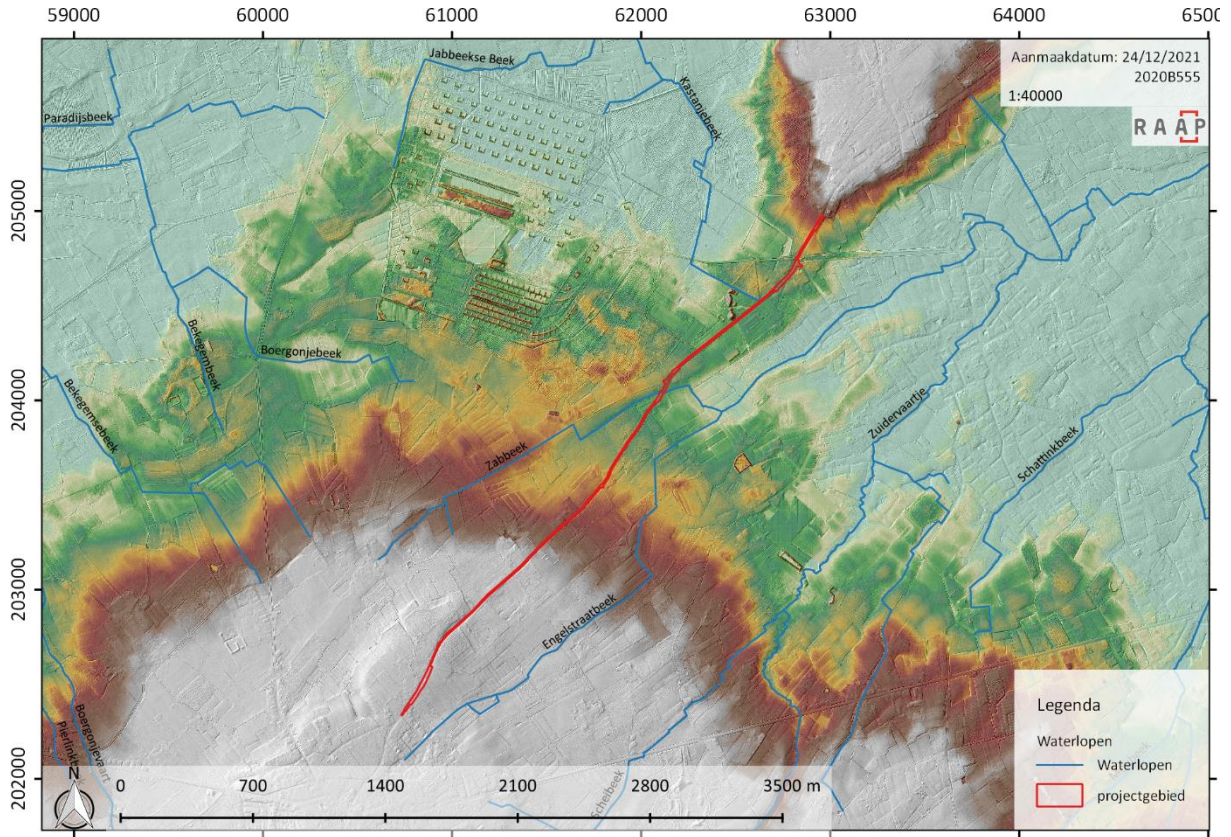 59000 60000 61000 62000 63000 64000 6500
Aanmaakdatum: 24/12/2021
2020B555
1:40000
RAAP
Jabbeekse Beek
Kastanjebeek
Paradijsbeek
205000
Bekegembeek
Boergonjebeek
204000
Bekegemsebeek
Zabbeek
Zuidervaartje
Schattinkbeek
203000
Engelstraatbeek
Boergonjevaart
202000
Scheibeek
N
0 700 1400 2100 2800 3500 m
Legenda
Waterlopen
Waterlopen
projectgebied